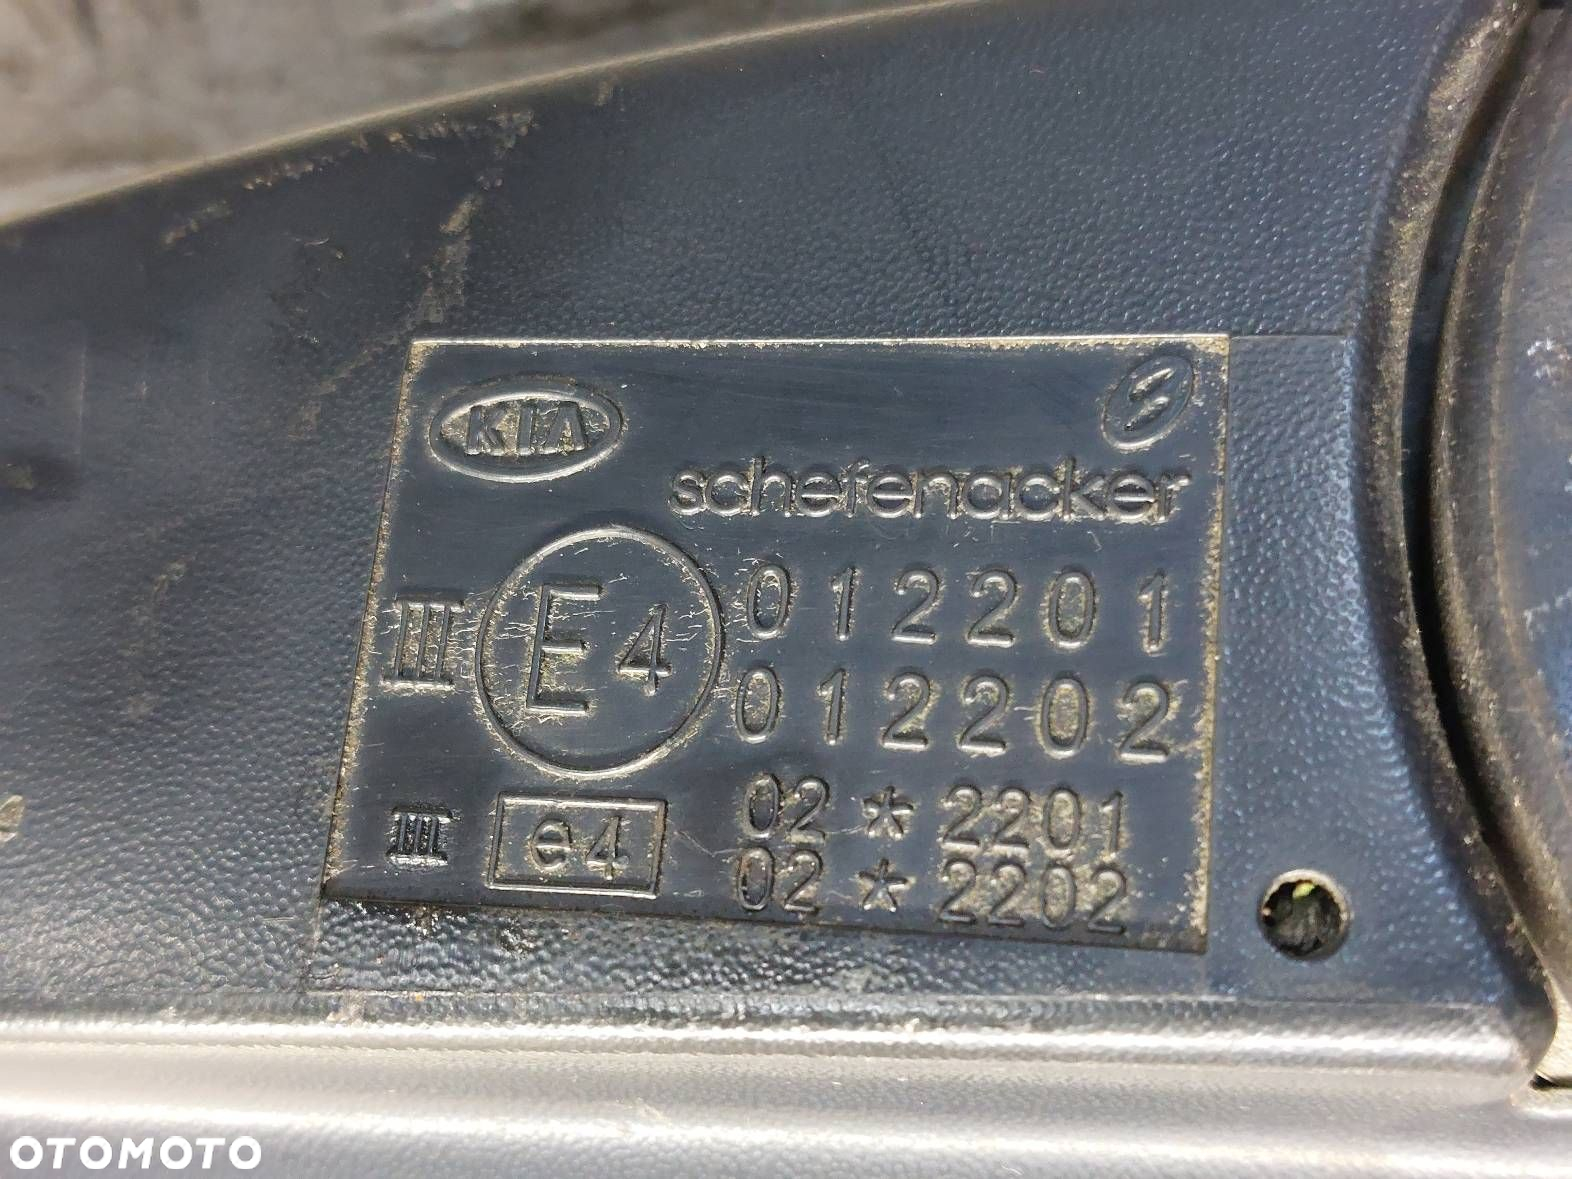 KIA
schefenacker
III E4 012201
012202
III e4 02*2201
02*2202
OTOMOTO